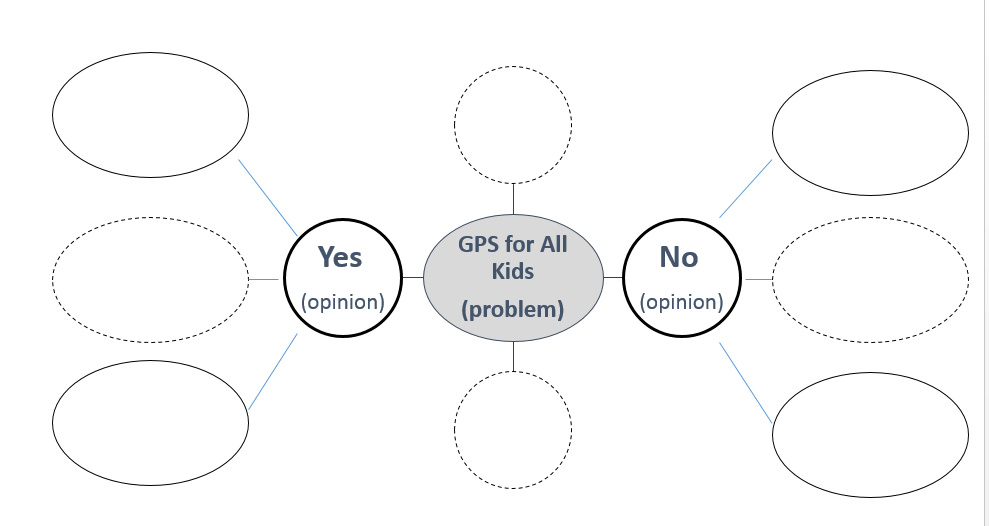 Yes
(opinion)
GPS for All
Kids
(problem)
No
(opinion)